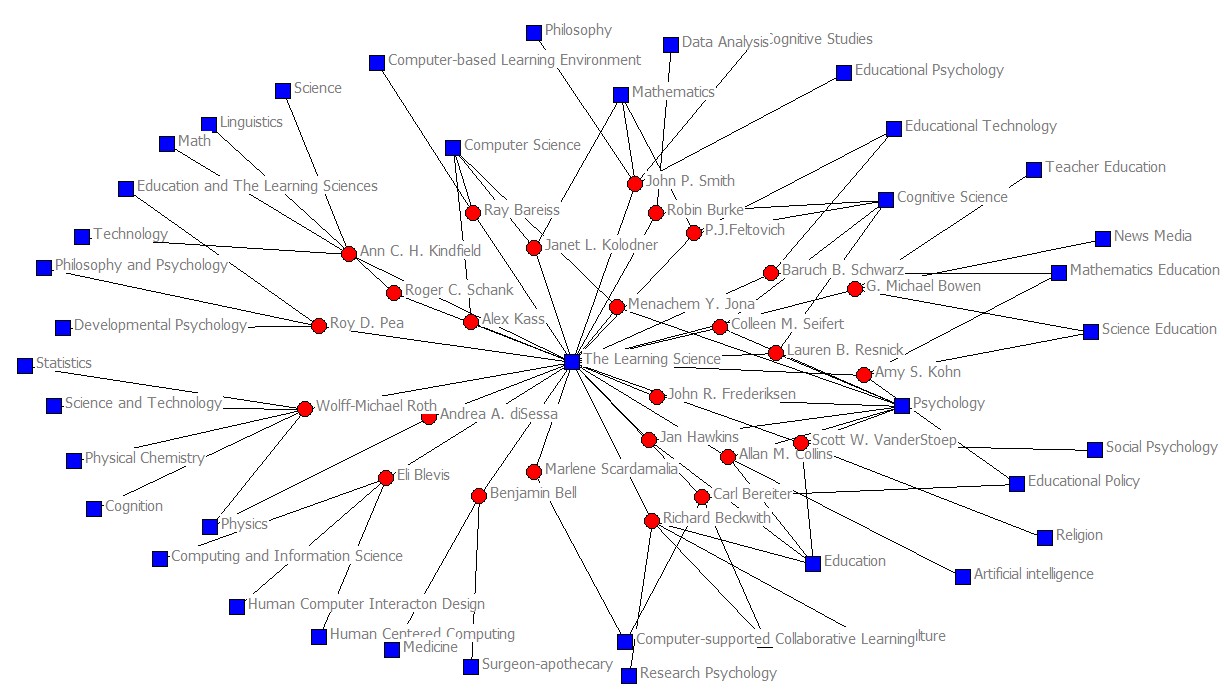 Philosophy
Data Analysis
ognitive Studies
Computer-based Learning Environment
Educational Psychology
Science
Mathematics
Linguistics
Educational Technology
Math
Computer Science
Teacher Education
John P. Smith
Education and The Learning Sciences
Cognitive Science
Ray Bareiss
Robin Burke
P.J.Feltovich
Technology
News Media
Janet L. Kolodner
Ann C. H. Kindfield
Philosophy and Psychology
Baruch B. Schwarz
Mathematics Education
G. Michael Bowen
Roger C. Schank
Menachem Y. Jona
Alex Kass
Developmental Psychology
Roy D. Pea
Colleen M. Seifert
Science Education
Lauren B. Resnick
The Learning Science
Statistics
Amy S. Kohn
John R. Frederiksen
Science and Technology
Wolff-Michael Roth
Psychology
Andrea A. diSessa
Jan Hawkins
Scott W. VanderStoep
Social Psychology
Allan M. Collins
Physical Chemistry
Marlene Scardamalia
Eli Blevis
Educational Policy
Benjamin Bell
Carl Bereiter
Cognition
Richard Beckwith
Physics
Religion
Computing and Information Science
Education
Artificial intelligence
Human Computer Interacton Design
Human Centered Computing
Computer-supported Collaborative Learning
lture
Medicine
Surgeon-apothecary
Research Psychology